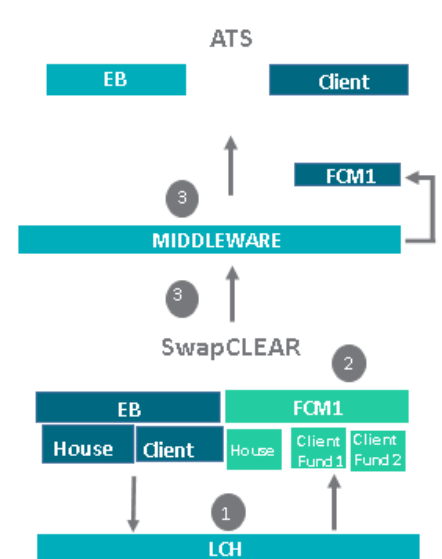 ATS
EB
Client
FCM1
3
MIDDLEWARE
3
SwapCLEAR
2
EB
FCM1
House
Client
House
Client
Fund 1
Client
Fund 2
1
LCH